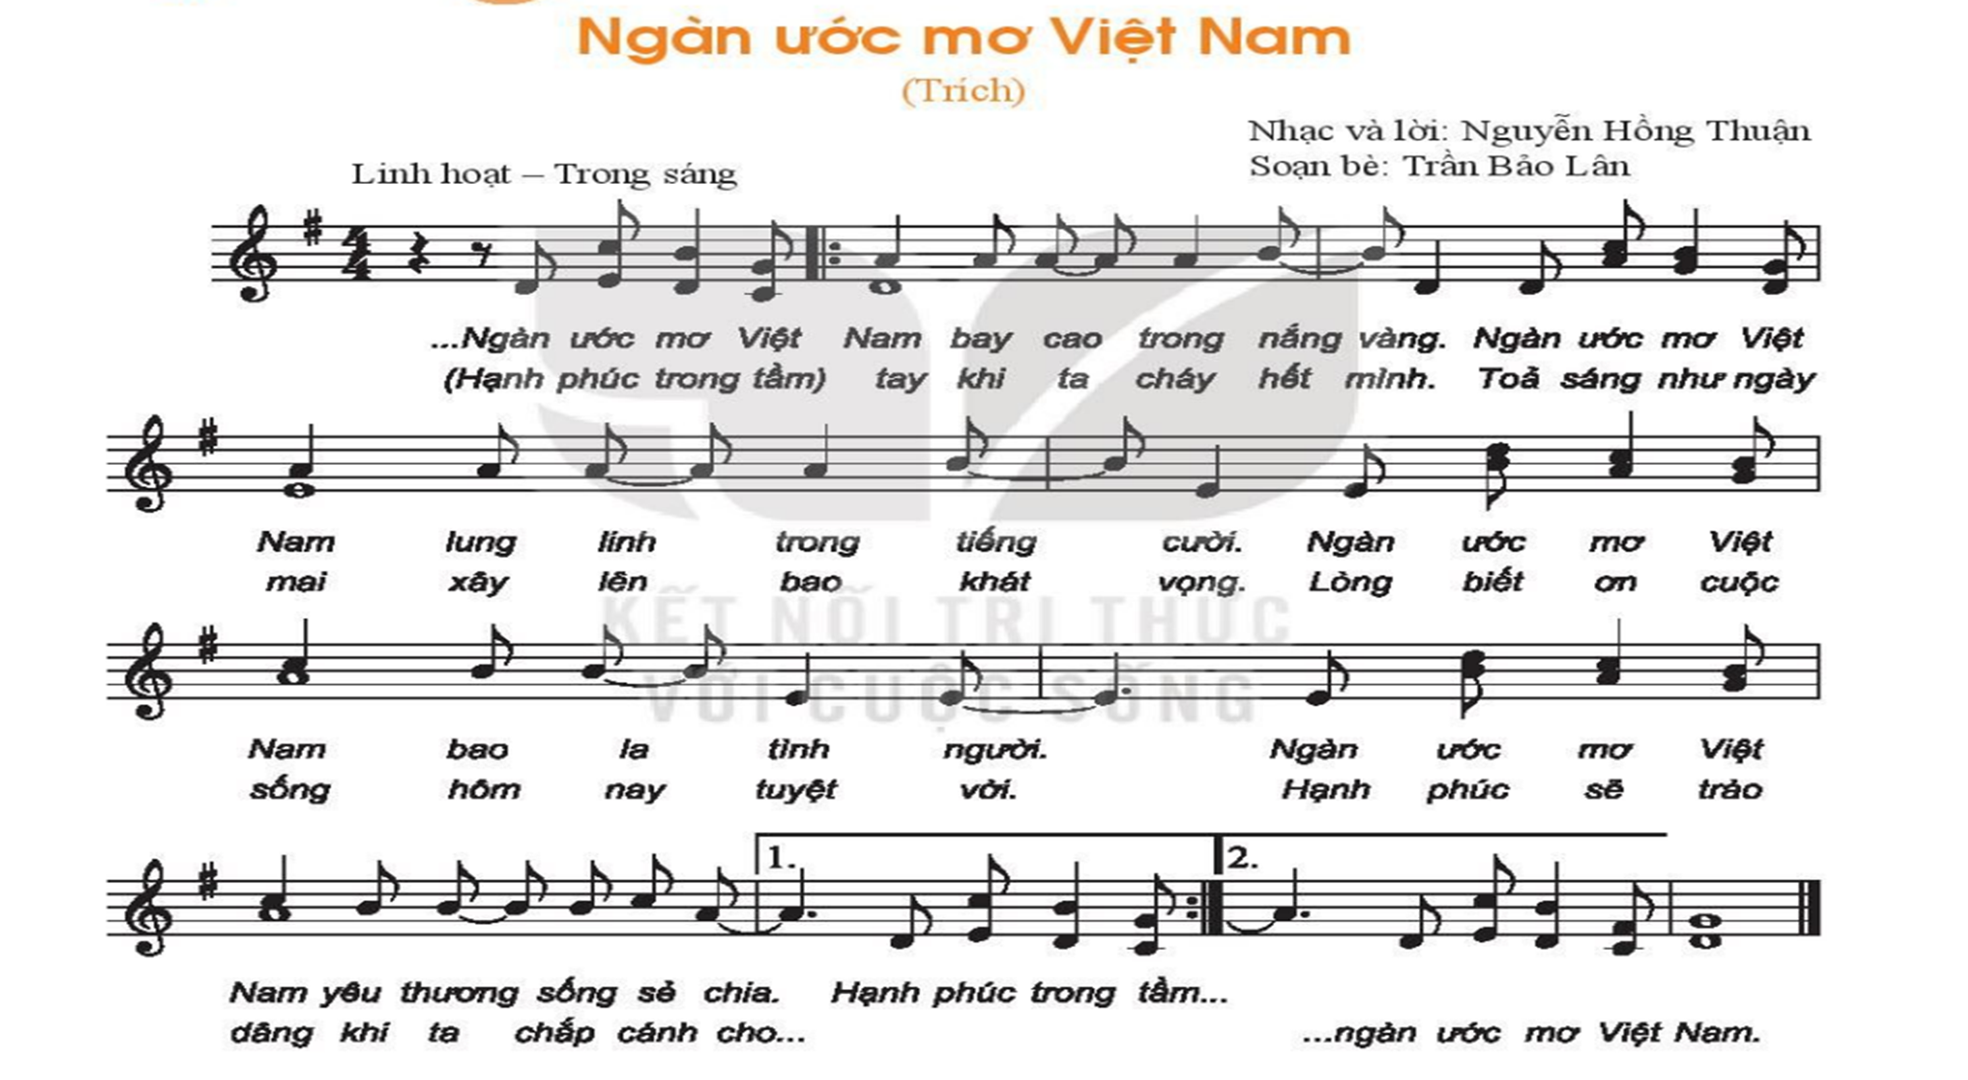 Ngàn ước mơ Việt Nam
(Trích)
Nhạc và lời: Nguyễn Hồng Thuận
Soạn bè: Trần Bảo Lân
Linh hoạt – Trong sáng
...Ngàn ước mơ Việt Nam bay cao trong nắng vàng. Ngàn ước mơ Việt
(Hạnh phúc trong tầm) tay khi ta cháy hết mình. Toả sáng như ngày
Nam lung linh trong tiếng cười. Ngàn ước mơ Việt
mai xây lên bao khát vọng. Lòng biết ơn cuộc
KẾT NỐI TRI THỨC
VỚI CUỘC SỐNG
Nam bao la tình người. Ngàn ước mơ Việt
sống hôm nay tuyệt vời. Hạnh phúc sẽ trào
1. 2.
Nam yêu thương sống sẻ chia. Hạnh phúc trong tầm...
dâng khi ta chắp cánh cho... ...ngàn ước mơ Việt Nam.